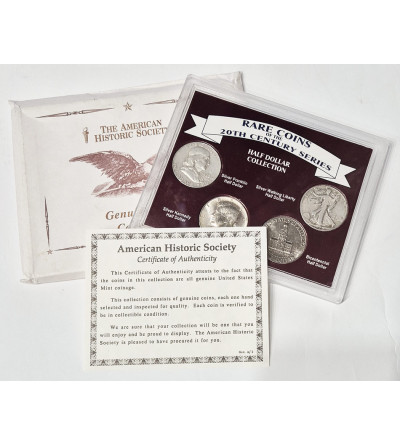 THE AMERICAN
HISTORIC SOCIETY
Genu
RARE COINS
OF THE
20TH CENTURY SERIES
HALF DOLLAR
COLLECTION
Silver Franklin
Half Dollar
Silver Walking Liberty
Half Dollar
Silver Kennedy
Half Dollar
Bicentennial
Half Dollar
American Historic Society
Certificate of Authenticity
This Certificate of Authenticity attests to the fact that
the coins in this collection are all genuine United States
Mint coinage.
This collection consists of genuine coins, each one hand
selected and inspected for quality. Each coin is verified to
be in collectible condition.
We are sure that your collection will be one that you
will enjoy and be proud to display. The American Historic
Society is pleased to have prepared it for you.